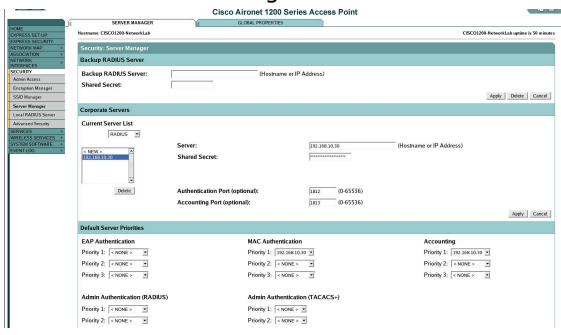 Cisco Aironet 1200 Series Access Point
SERVER MANAGER
GLOBAL PROPERTIES
HOME
EXPRESS SET-UP
EXPRESS SECURITY
NETWORK MAP +
ASSOCIATION +
NETWORK INTERFACES +
SECURITY
Admin Access
Encryption Manager
SSID Manager
Server Manager
Local RADIUS Server
Advanced Security
SERVICES +
WIRELESS SERVICES +
SYSTEM SOFTWARE +
EVENT LOG +
Hostname CISCO1200-NetworkLab
CISCO1200-NetworkLab uptime is 50 minutes
Security: Server Manager
Backup RADIUS Server
Backup RADIUS Server: (Hostname or IP Address)
Shared Secret:
Apply Delete Cancel
Corporate Servers
Current Server List
RADIUS
< NEW >
192.168.10.30
Delete
Server: 192.168.10.30 (Hostname or IP Address)
Shared Secret: ****************
Authentication Port (optional): 1812 (0-65536)
Accounting Port (optional): 1813 (0-65536)
Apply Cancel
Default Server Priorities
EAP Authentication
Priority 1: < NONE >
Priority 2: < NONE >
Priority 3: < NONE >
MAC Authentication
Priority 1: 192.168.10.30
Priority 2: < NONE >
Priority 3: < NONE >
Accounting
Priority 1: 192.168.10.30
Priority 2: < NONE >
Priority 3: < NONE >
Admin Authentication (RADIUS)
Priority 1: < NONE >
Priority 2: < NONE >
Admin Authentication (TACACS+)
Priority 1: < NONE >
Priority 2: < NONE >